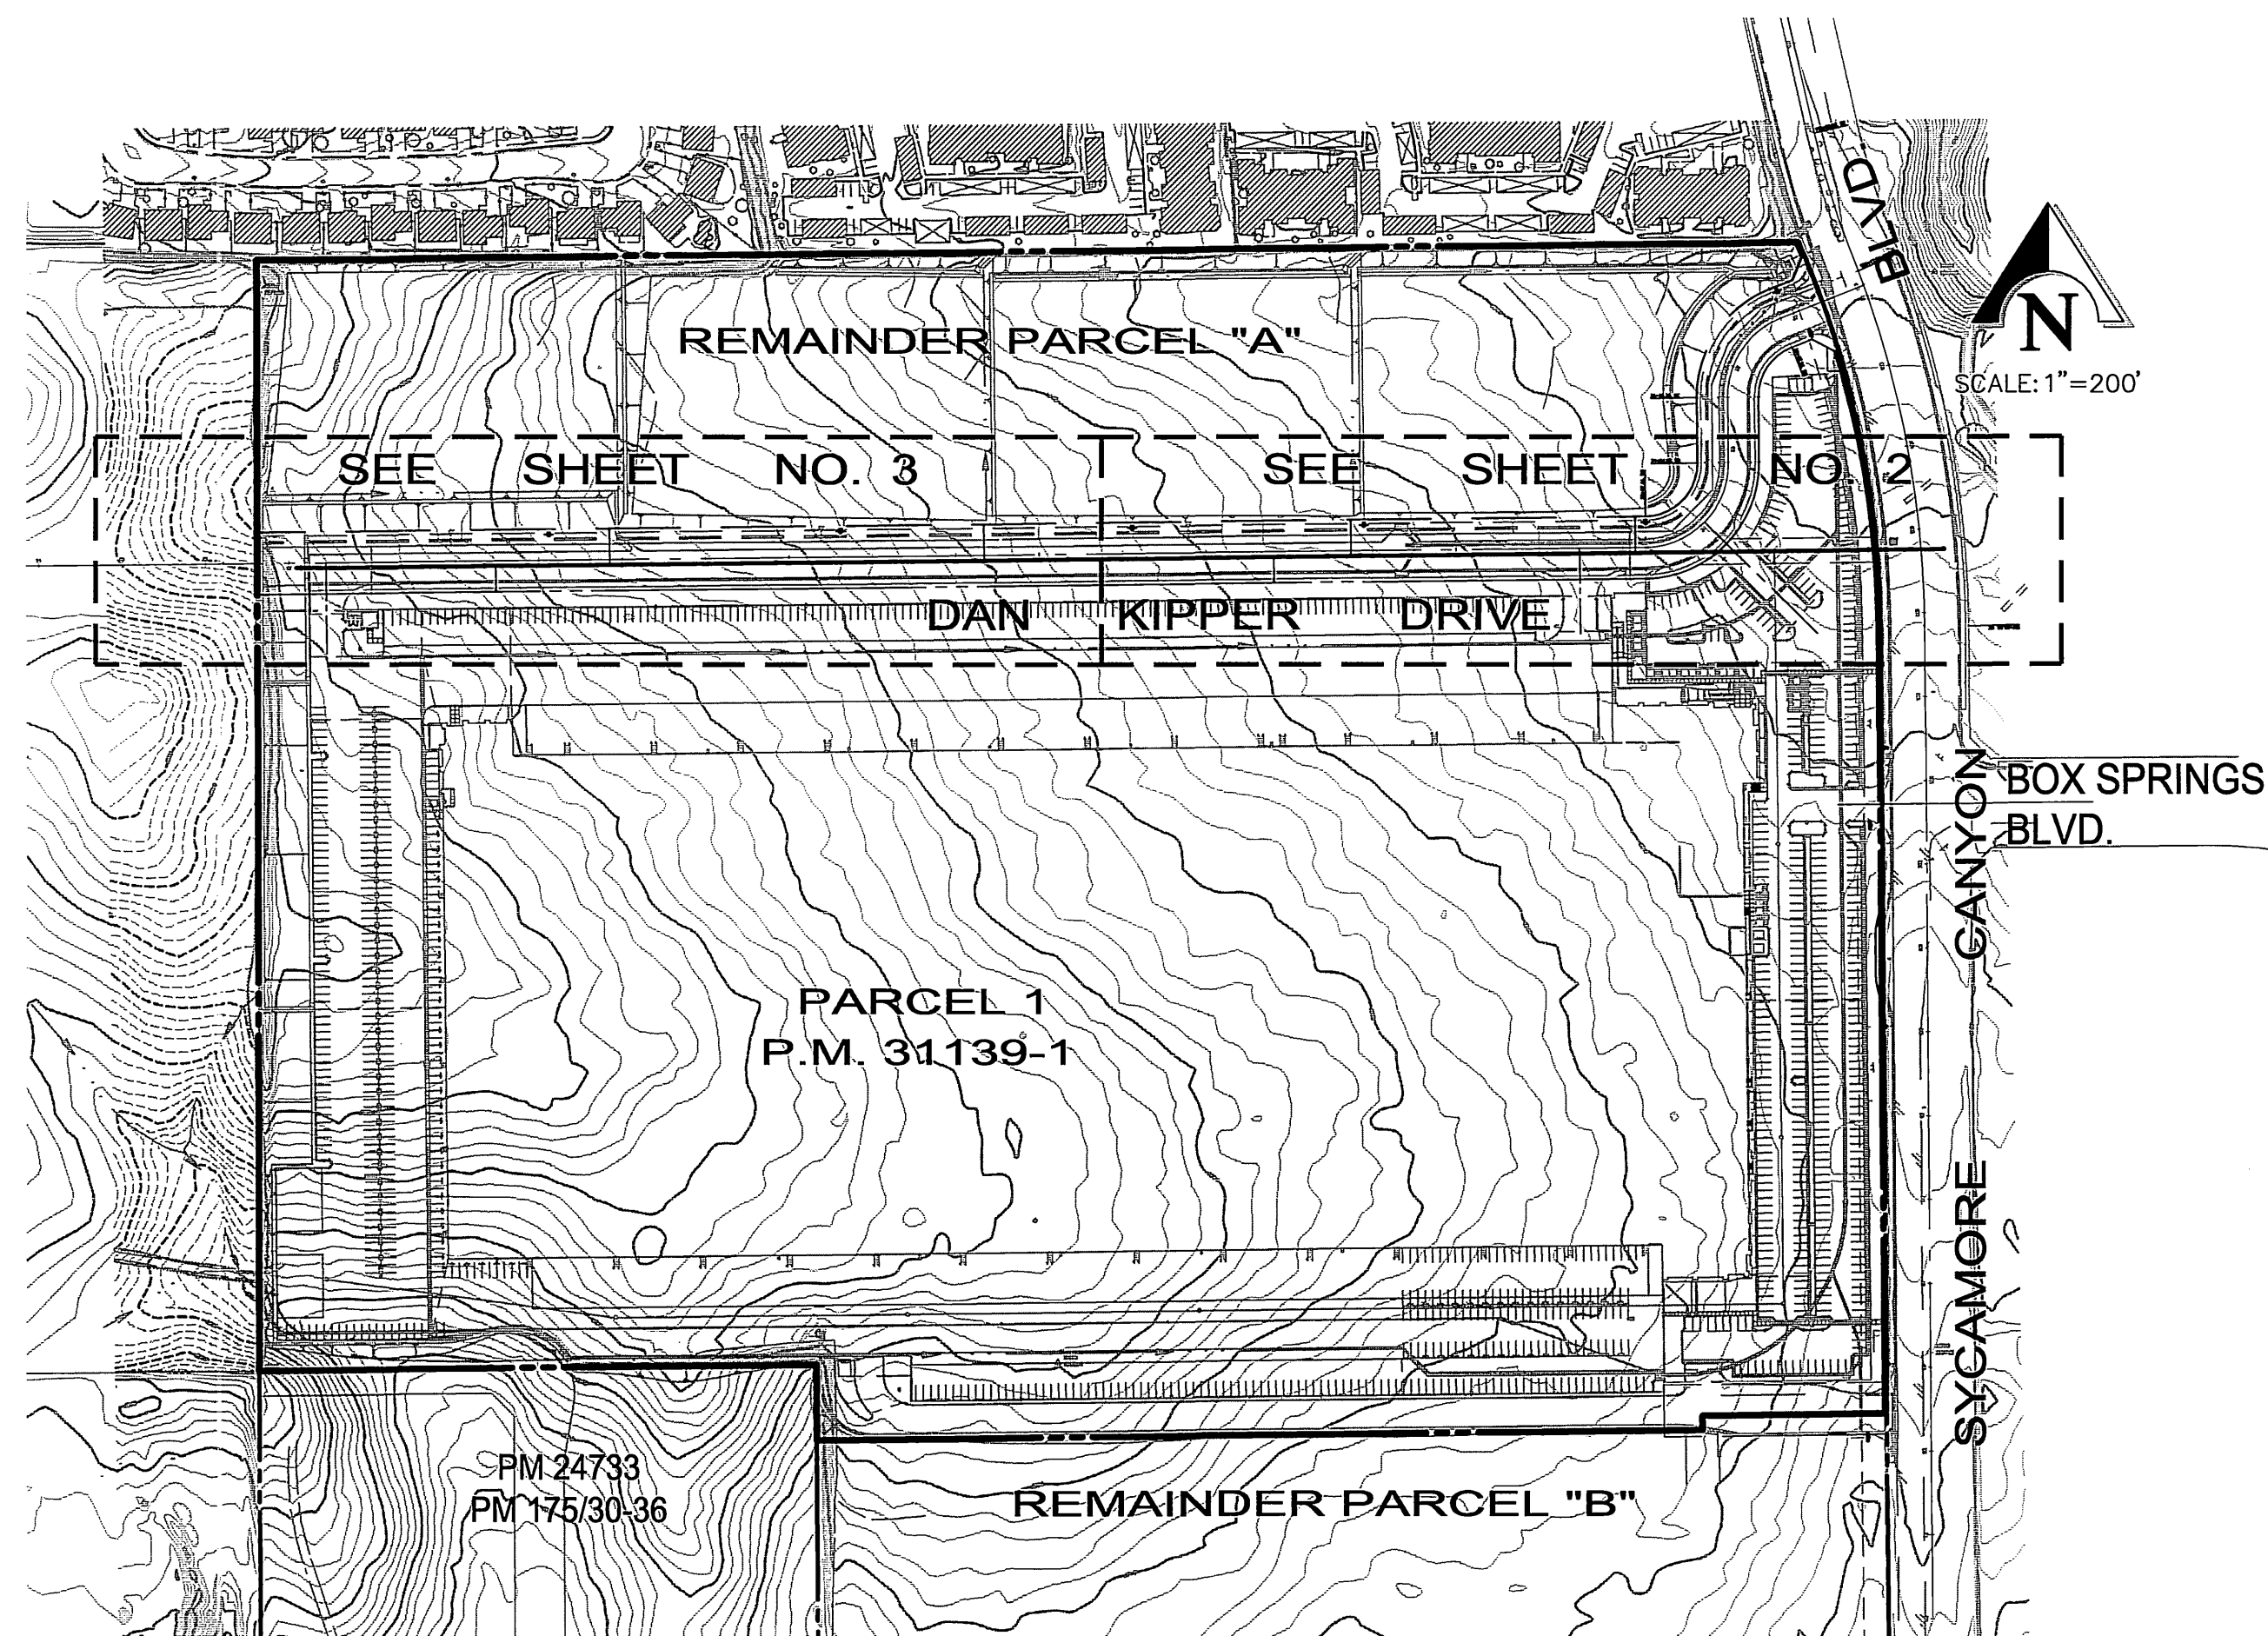 BLVD
N
SCALE: 1"=200'
REMAINDER PARCEL "A"
SEE SHEET NO. 3
SEE SHEET NO. 2
DAN KIPPER DRIVE
BOX SPRINGS
BLVD.
SYCAMORE CANYON
PARCEL 1
P.M. 31139-1
PM 24733
PM 175/30-36
REMAINDER PARCEL "B"